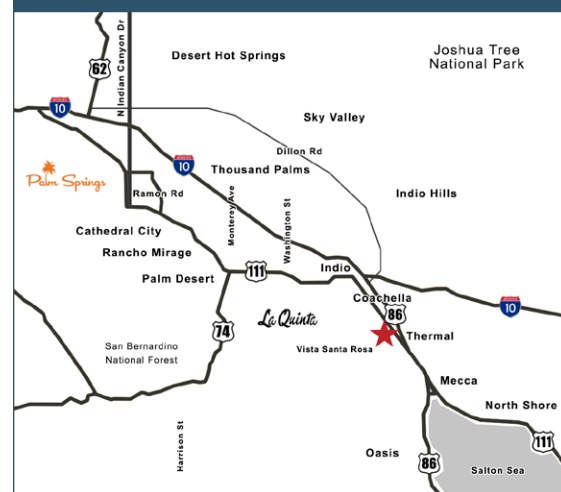 Desert Hot Springs
Joshua Tree
National Park
62
N Indian Canyon Dr
10
Sky Valley
Dillon Rd
10
Thousand Palms
Palm Springs
Ramon Rd
Indio Hills
Monterey Ave
Washington St
Cathedral City
Rancho Mirage
Palm Desert
111
Indio
Coachella
10
86
La Quinta
74
Thermal
Vista Santa Rosa
San Bernardino
National Forest
Mecca
North Shore
Harrison St
111
Oasis
86
Salton Sea